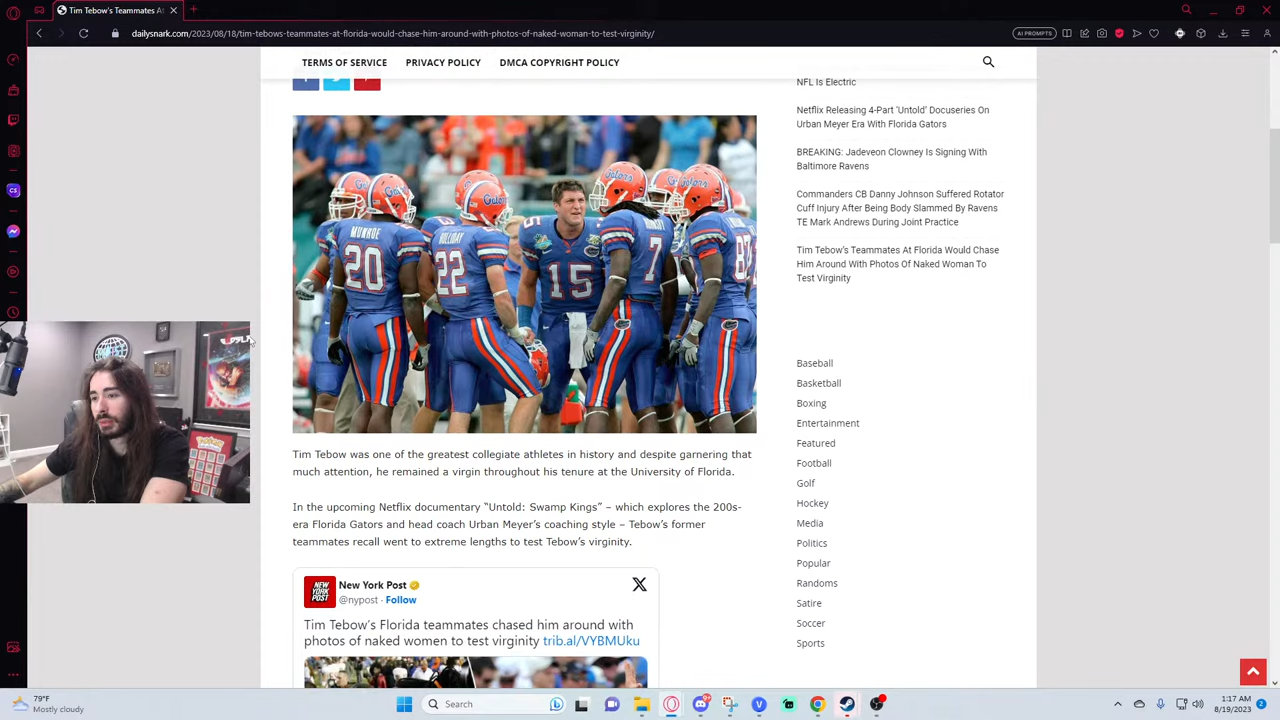 Tim Tebow's Teammates At
dailysnark.com/2023/08/18/tim-tebows-teammates-at-florida-would-chase-him-around-with-photos-of-naked-woman-to-test-virginity/
AI PROMPTS
TERMS OF SERVICE PRIVACY POLICY DMCA COPYRIGHT POLICY
NFL Is Electric
Netflix Releasing 4-Part 'Untold' Docuseries On
Urban Meyer Era With Florida Gators
BREAKING: Jadeveon Clowney Is Signing With
Baltimore Ravens
Commanders CB Danny Johnson Suffered Rotator
Cuff Injury After Being Body Slammed By Ravens
TE Mark Andrews During Joint Practice
Tim Tebow's Teammates At Florida Would Chase
Him Around With Photos Of Naked Woman To
Test Virginity
Gators
MUNROE
20
22
15
7
Baseball
Basketball
Boxing
Entertainment
Featured
Football
Golf
Hockey
Media
Politics
Popular
Randoms
Satire
Soccer
Sports
Tim Tebow was one of the greatest collegiate athletes in history and despite garnering that
much attention, he remained a virgin throughout his tenure at the University of Florida.
In the upcoming Netflix documentary “Untold: Swamp Kings” – which explores the 200s-
era Florida Gators and head coach Urban Meyer’s coaching style – Tebow’s former
teammates recall went to extreme lengths to test Tebow’s virginity.
NEW
YORK
POST
New York Post
@nypost · Follow
Tim Tebow's Florida teammates chased him around with
photos of naked women to test virginity trib.al/VYBMUku
79°F
Mostly cloudy
Search
1:17 AM
8/19/2023